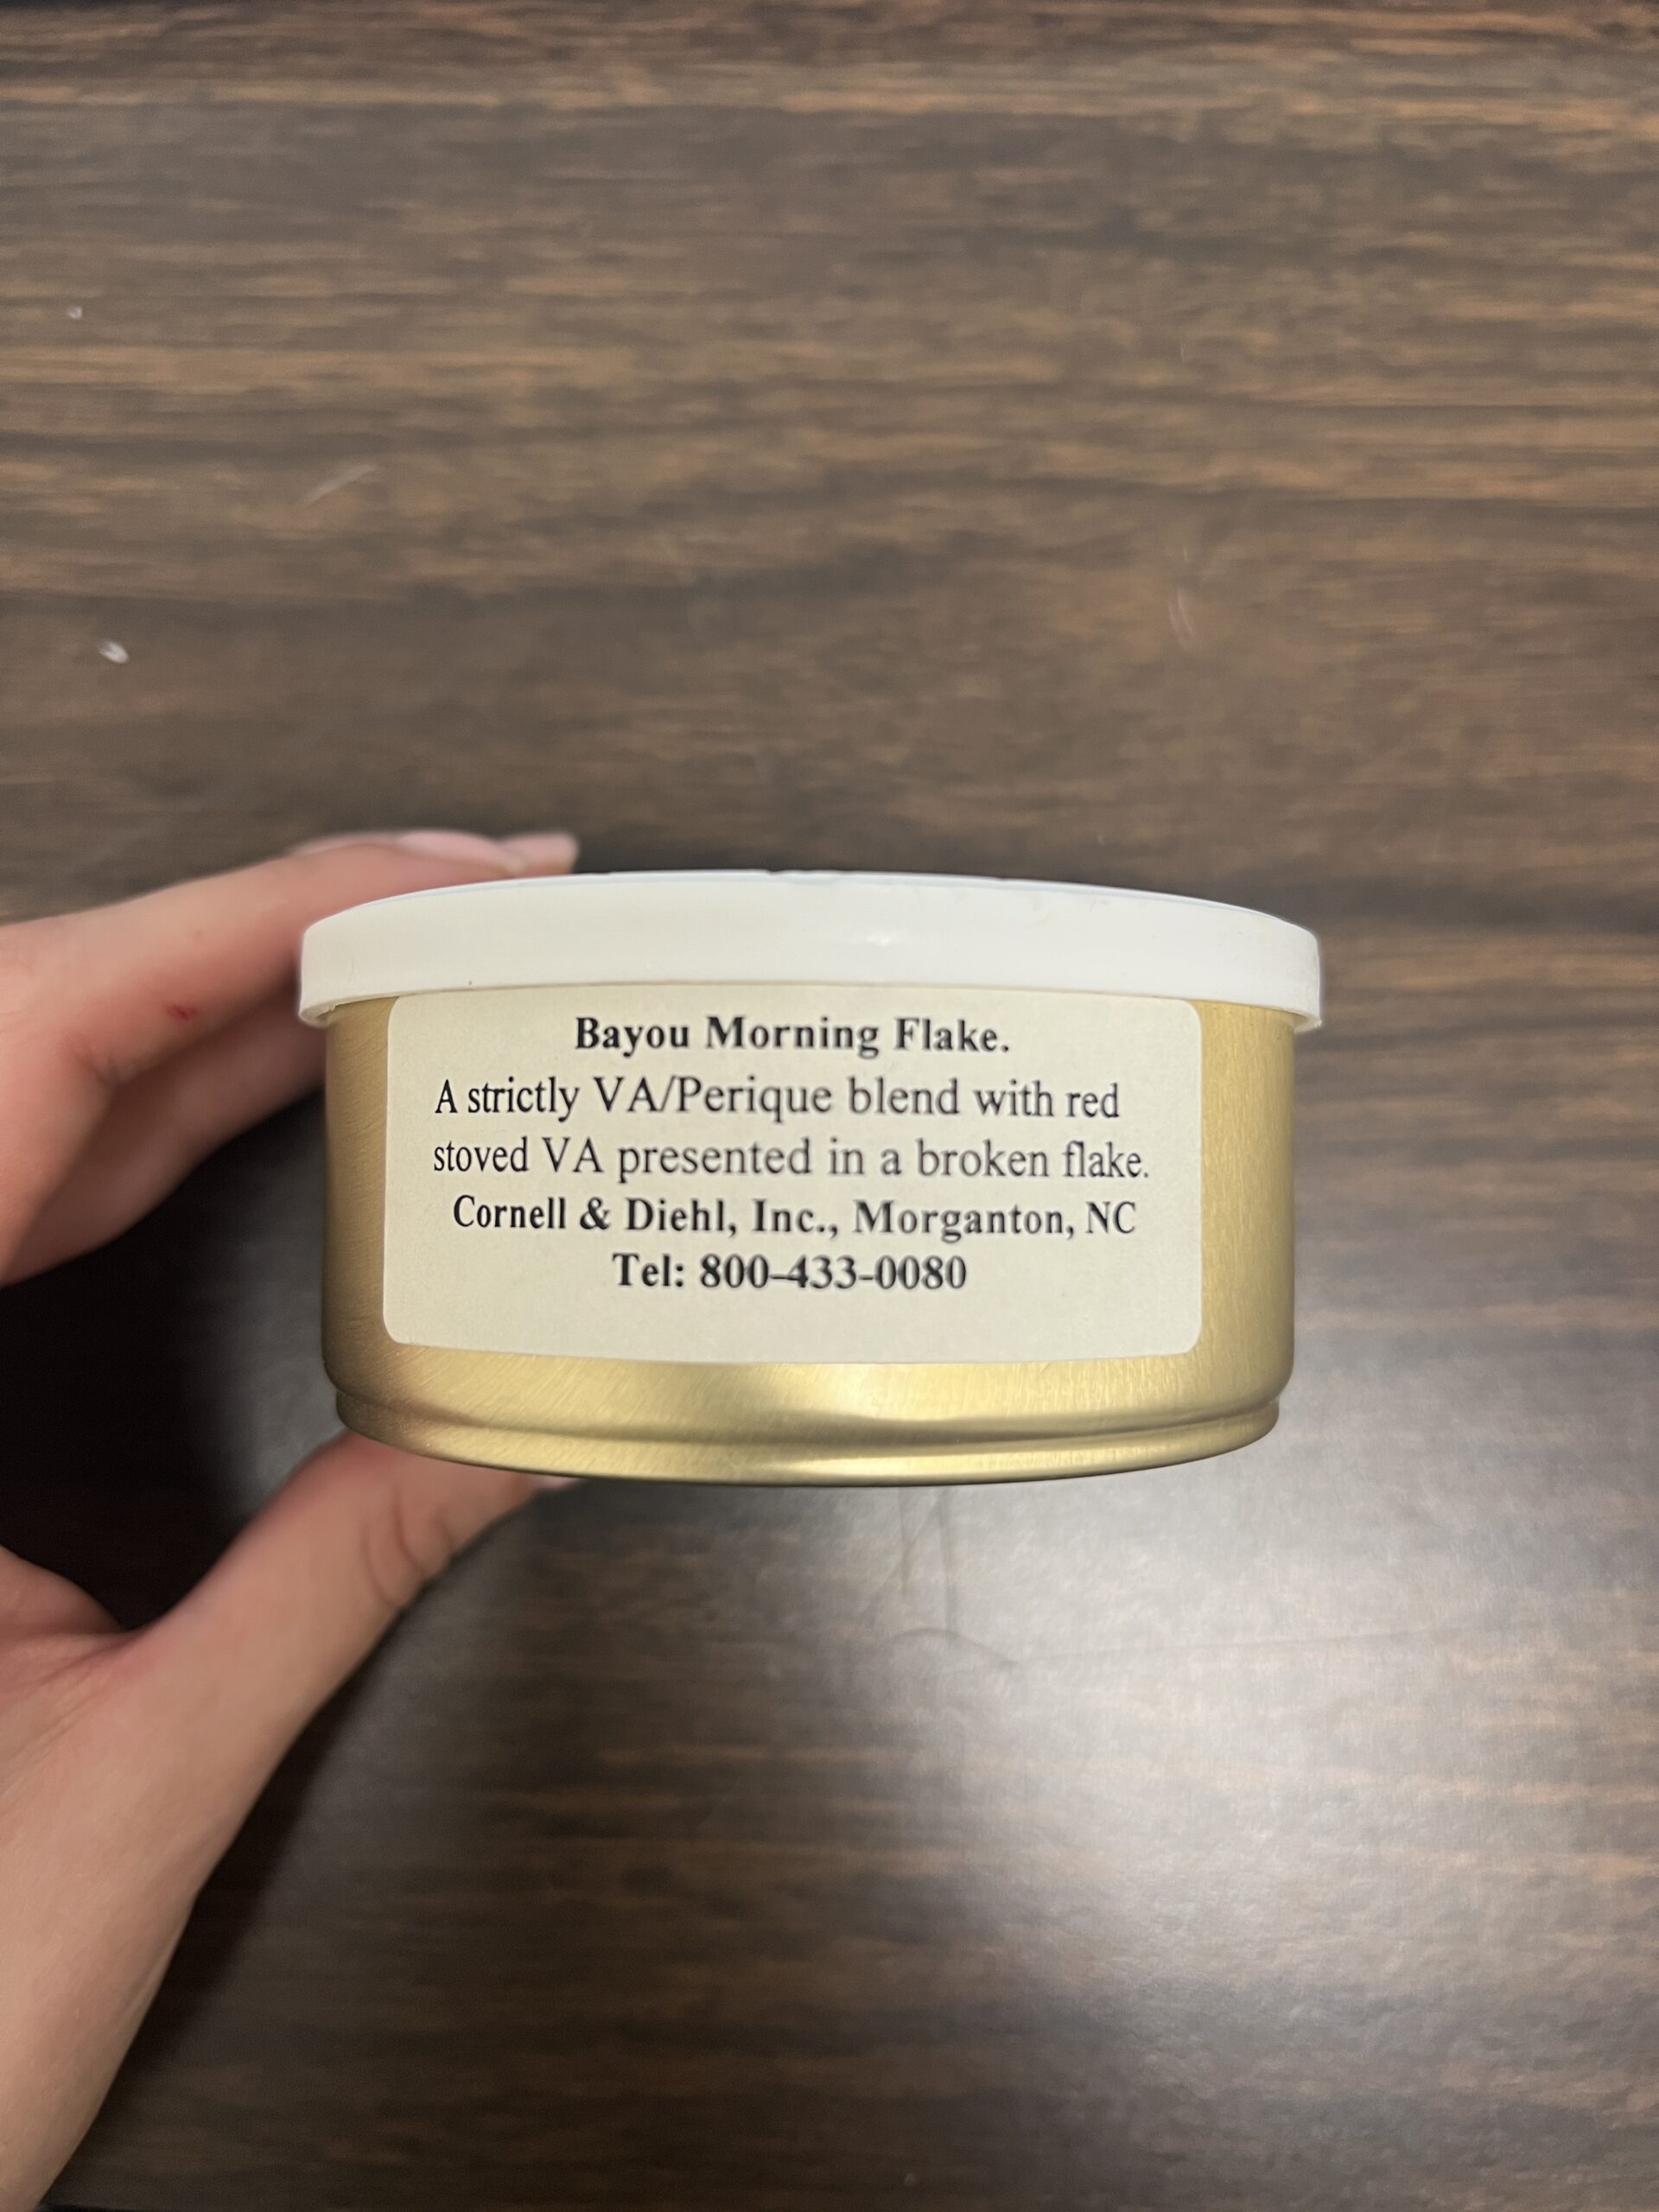 Bayou Morning Flake.
A strictly VA/Perique blend with red
stoved VA presented in a broken flake.
Cornell & Diehl, Inc., Morganton, NC
Tel: 800-433-0080